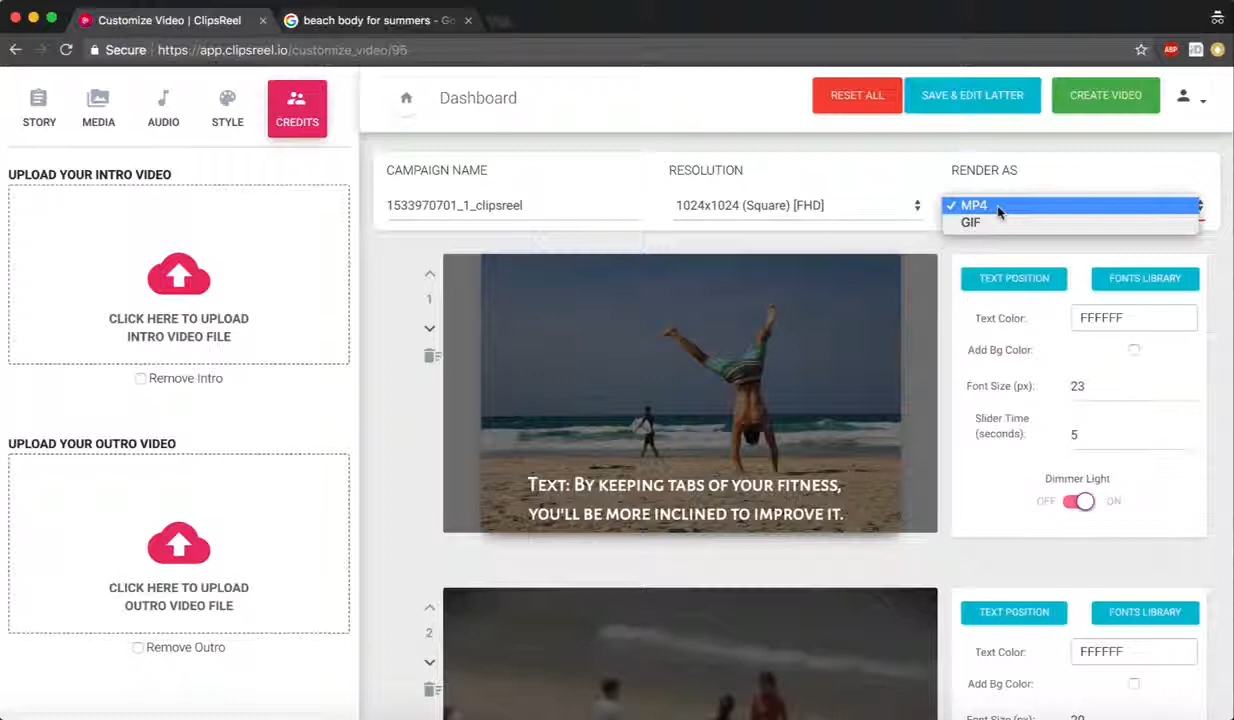 Customize Video | ClipsReel
beach body for summers - Go
Secure https://app.clipsreel.io/customize_video/95
ABP
STORY
MEDIA
AUDIO
STYLE
CREDITS
Dashboard
RESET ALL
SAVE & EDIT LATTER
CREATE VIDEO
UPLOAD YOUR INTRO VIDEO
CLICK HERE TO UPLOAD
INTRO VIDEO FILE
Remove Intro
UPLOAD YOUR OUTRO VIDEO
CLICK HERE TO UPLOAD
OUTRO VIDEO FILE
Remove Outro
CAMPAIGN NAME
1533970701_1_clipsreel
RESOLUTION
1024x1024 (Square) [FHD]
RENDER AS
✓ MP4
GIF
1
Text: By keeping tabs of your fitness,
you'll be more inclined to improve it.
TEXT POSITION
FONTS LIBRARY
Text Color: FFFFFF
Add Bg Color:
Font Size (px): 23
Slider Time
(seconds): 5
Dimmer Light
OFF ON
2
TEXT POSITION
FONTS LIBRARY
Text Color: FFFFFF
Add Bg Color: